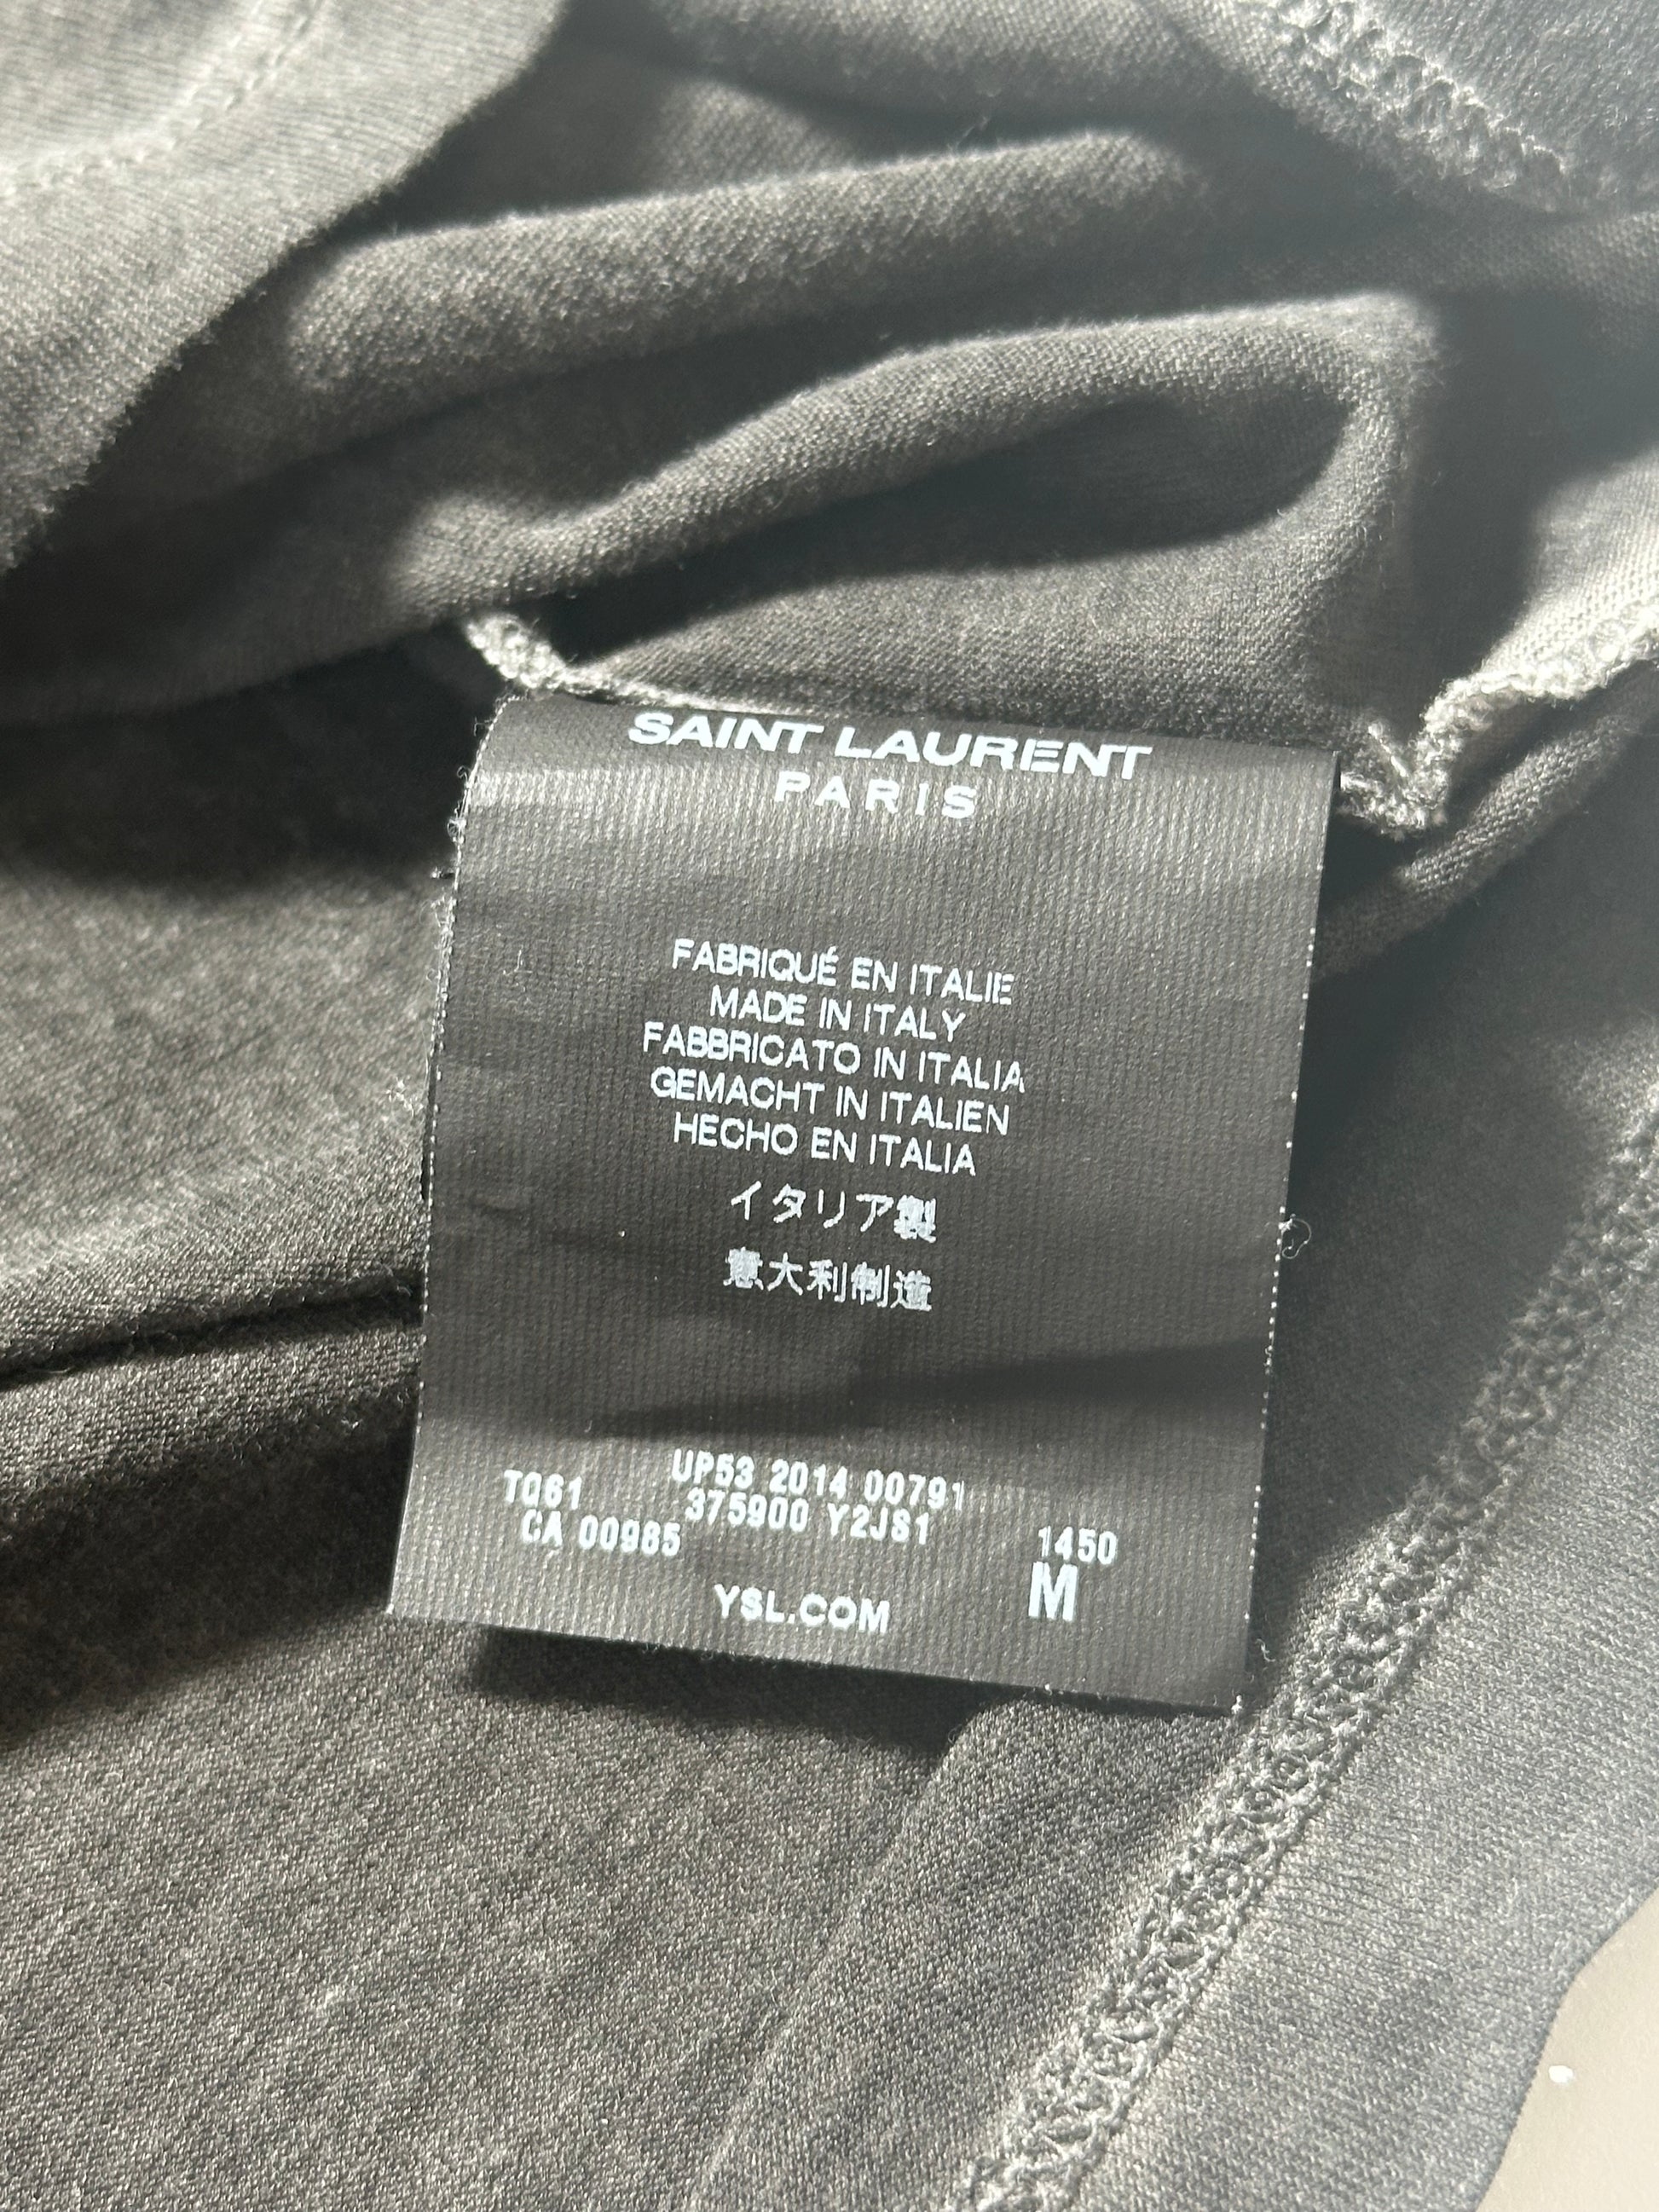 SAINT LAURENT
PARIS
FABRIQUÉ EN ITALIE
MADE IN ITALY
FABBRICATO IN ITALIA
GEMACHT IN ITALIEN
HECHO EN ITALIA
イタリア製
意大利制造
UP53 2014 00791
TQ61 375900 Y2JS1 1450
CA 00985 M
YSL.COM